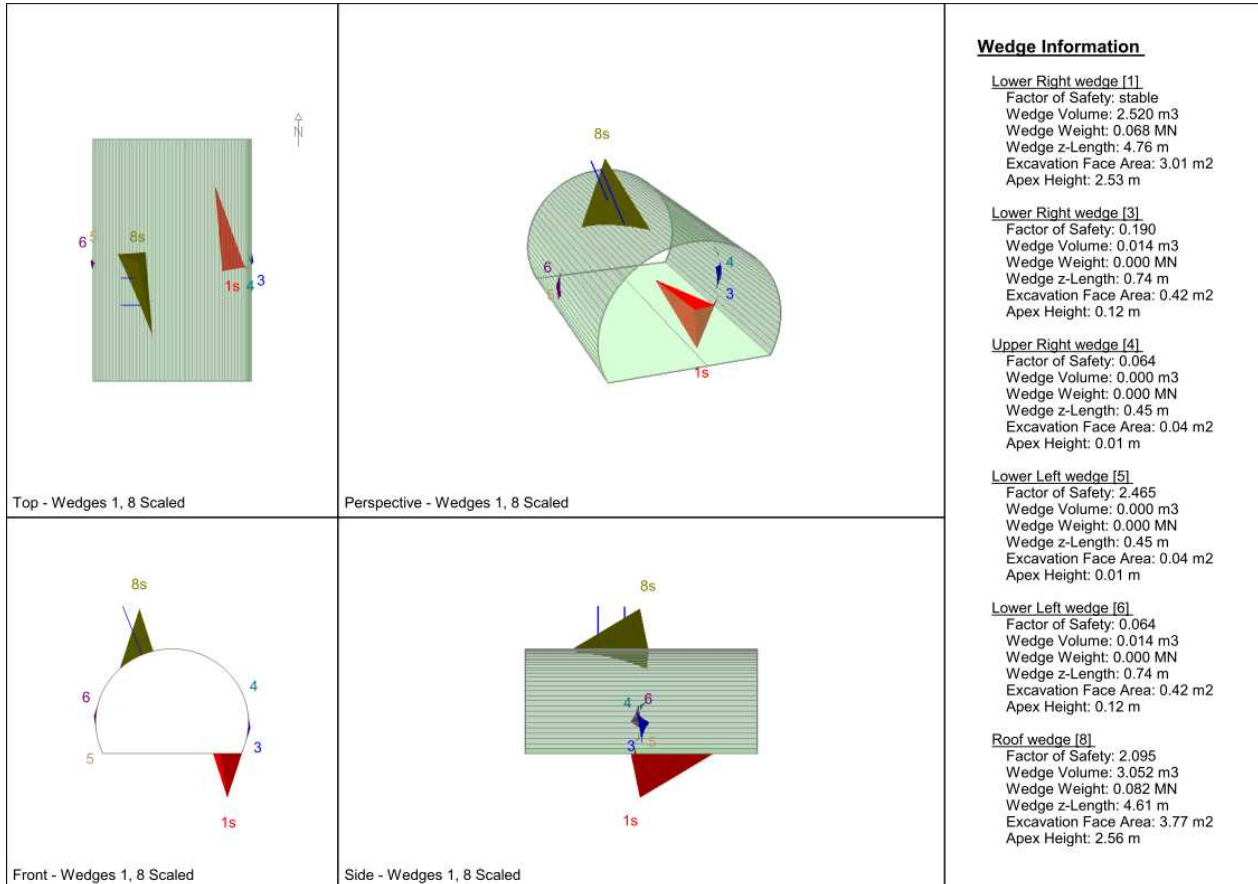 N
6
5
8s
1s
4
3
Top - Wedges 1, 8 Scaled
8s
6
5
4
3
1s
Perspective - Wedges 1, 8 Scaled
8s
6
4
5
3
1s
Front - Wedges 1, 8 Scaled
8s
4
6
3
5
1s
Side - Wedges 1, 8 Scaled
Wedge Information
Lower Right wedge [1]
Factor of Safety: stable
Wedge Volume: 2.520 m3
Wedge Weight: 0.068 MN
Wedge z-Length: 4.76 m
Excavation Face Area: 3.01 m2
Apex Height: 2.53 m
Lower Right wedge [3]
Factor of Safety: 0.190
Wedge Volume: 0.014 m3
Wedge Weight: 0.000 MN
Wedge z-Length: 0.74 m
Excavation Face Area: 0.42 m2
Apex Height: 0.12 m
Upper Right wedge [4]
Factor of Safety: 0.064
Wedge Volume: 0.000 m3
Wedge Weight: 0.000 MN
Wedge z-Length: 0.45 m
Excavation Face Area: 0.04 m2
Apex Height: 0.01 m
Lower Left wedge [5]
Factor of Safety: 2.465
Wedge Volume: 0.000 m3
Wedge Weight: 0.000 MN
Wedge z-Length: 0.45 m
Excavation Face Area: 0.04 m2
Apex Height: 0.01 m
Lower Left wedge [6]
Factor of Safety: 0.064
Wedge Volume: 0.014 m3
Wedge Weight: 0.000 MN
Wedge z-Length: 0.74 m
Excavation Face Area: 0.42 m2
Apex Height: 0.12 m
Roof wedge [8]
Factor of Safety: 2.095
Wedge Volume: 3.052 m3
Wedge Weight: 0.082 MN
Wedge z-Length: 4.61 m
Excavation Face Area: 3.77 m2
Apex Height: 2.56 m